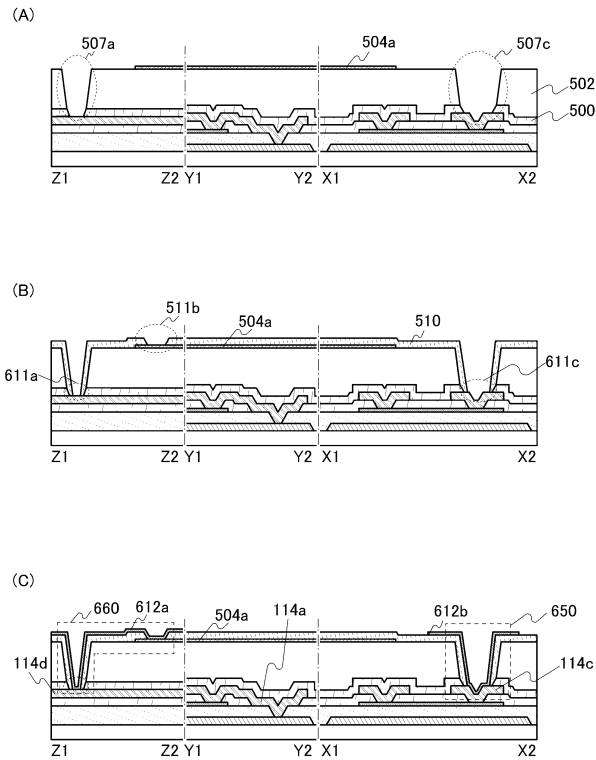 (A)
507a
504a
507c
502
500
Z1 Z2 Y1 Y2 X1 X2
(B)
511b
504a
510
611a
611c
Z1 Z2 Y1 Y2 X1 X2
(C)
660
612a
504a
114a
612b
650
114d
114c
Z1 Z2 Y1 Y2 X1 X2